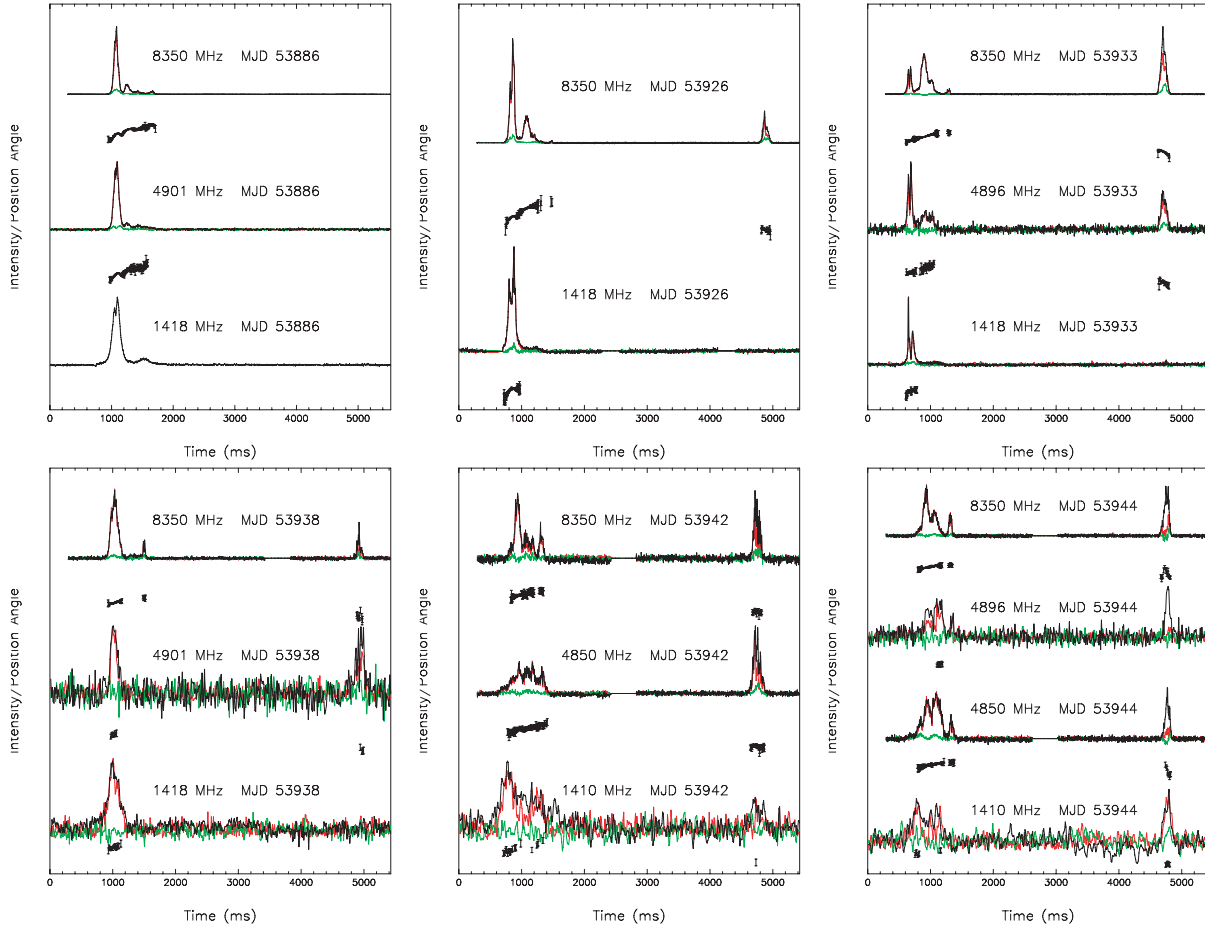 8350 MHz MJD 53886
4901 MHz MJD 53886
1418 MHz MJD 53886
Intensity/Position Angle
0 1000 2000 3000 4000 5000
Time (ms)
8350 MHz MJD 53926
1418 MHz MJD 53926
Intensity/Position Angle
0 1000 2000 3000 4000 5000
Time (ms)
8350 MHz MJD 53933
4896 MHz MJD 53933
1418 MHz MJD 53933
Intensity/Position Angle
0 1000 2000 3000 4000 5000
Time (ms)
8350 MHz MJD 53938
4901 MHz MJD 53938
1418 MHz MJD 53938
Intensity/Position Angle
0 1000 2000 3000 4000 5000
Time (ms)
8350 MHz MJD 53942
4850 MHz MJD 53942
1410 MHz MJD 53942
Intensity/Position Angle
0 1000 2000 3000 4000 5000
Time (ms)
8350 MHz MJD 53944
4896 MHz MJD 53944
4850 MHz MJD 53944
1410 MHz MJD 53944
Intensity/Position Angle
0 1000 2000 3000 4000 5000
Time (ms)